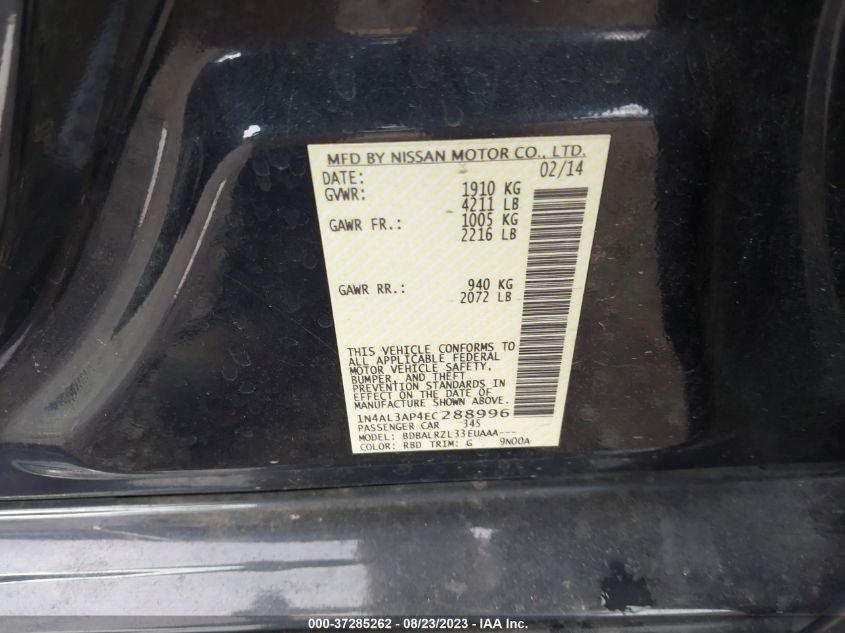 MFD BY NISSAN MOTOR CO., LTD.
DATE: 02/14
GVWR: 1910 KG
4211 LB
GAWR FR.: 1005 KG
2216 LB
GAWR RR.: 940 KG
2072 LB
THIS VEHICLE CONFORMS TO
ALL APPLICABLE FEDERAL
MOTOR VEHICLE SAFETY,
BUMPER, AND THEFT
PREVENTION STANDARDS IN
EFFECT ON THE DATE OF
MANUFACTURE SHOWN ABOVE.
1N4AL3AP4EC288996
PASSENGER CAR 345
MODEL: BDBALRZL33EUAAA---
COLOR: RBD TRIM: G 9N00A
000-37285262 - 08/23/2023 - Copyright © 2023 IAA, Inc.